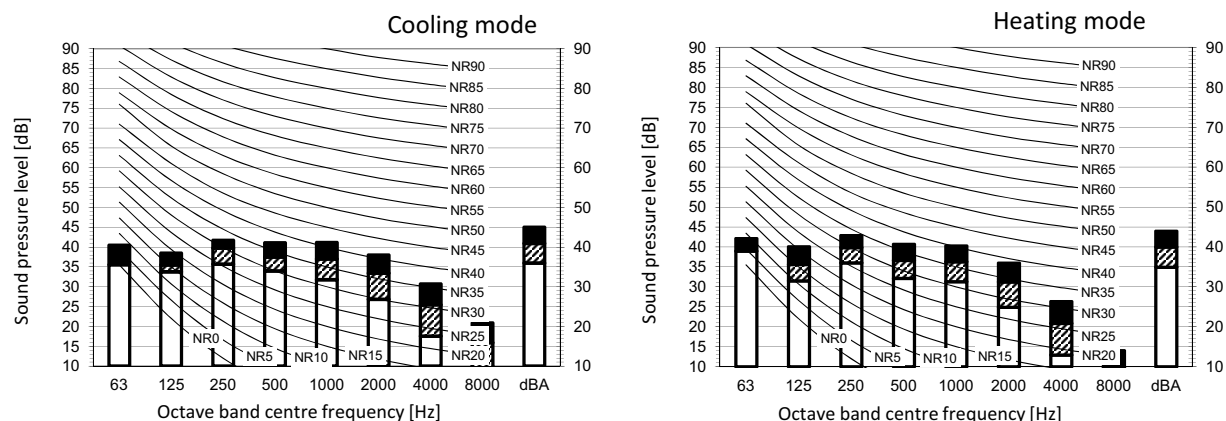 Cooling mode
Sound pressure level [dB]
90 90
85
80 80
75
70 70
65
60 60
55
50 50
45
40 40
35
30 30
25
20 20
15
10 10
NR90
NR85
NR80
NR75
NR70
NR65
NR60
NR55
NR50
NR45
NR40
NR35
NR30
NR25
NR0 NR5 NR10 NR15 NR20
63 125 250 500 1000 2000 4000 8000 dBA
Octave band centre frequency [Hz]
Heating mode
Sound pressure level [dB]
90 90
85
80 80
75
70 70
65
60 60
55
50 50
45
40 40
35
30 30
25
20 20
15
10 10
NR90
NR85
NR80
NR75
NR70
NR65
NR60
NR55
NR50
NR45
NR40
NR35
NR30
NR25
NR0 NR5 NR10 NR15 NR20
63 125 250 500 1000 2000 4000 8000 dBA
Octave band centre frequency [Hz]